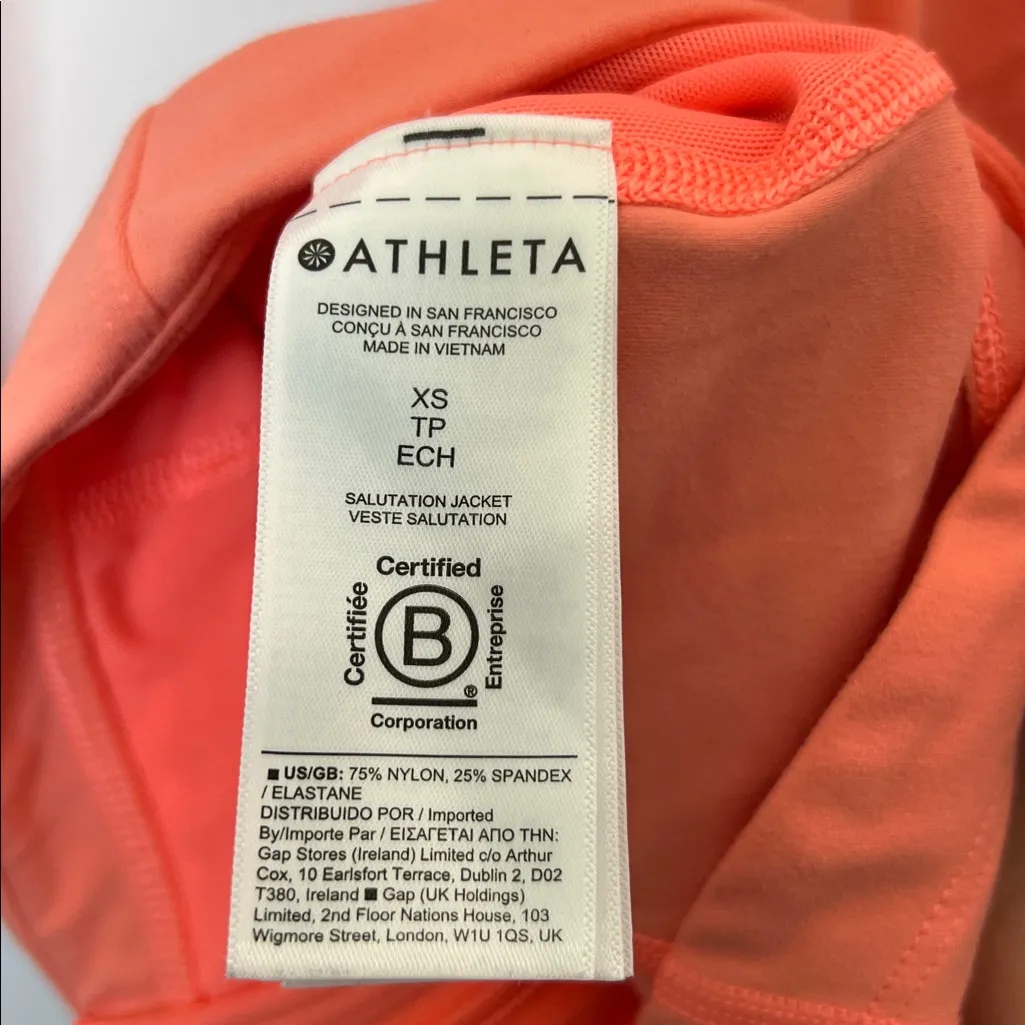 ATHLETA
DESIGNED IN SAN FRANCISCO
CONÇU À SAN FRANCISCO
MADE IN VIETNAM
XS
TP
ECH
SALUTATION JACKET
VESTE SALUTATION
Certified
Certifiée
B
Entreprise
®
Corporation
■ US/GB: 75% NYLON, 25% SPANDEX
/ ELASTANE
DISTRIBUIDO POR / Imported
By/Importe Par / ΕΙΣΑΓΕΤΑΙ ΑΠΟ ΤΗΝ:
Gap Stores (Ireland) Limited c/o Arthur
Cox, 10 Earlsfort Terrace, Dublin 2, D02
T380, Ireland ■ Gap (UK Holdings)
Limited, 2nd Floor Nations House, 103
Wigmore Street, London, W1U 1QS, UK